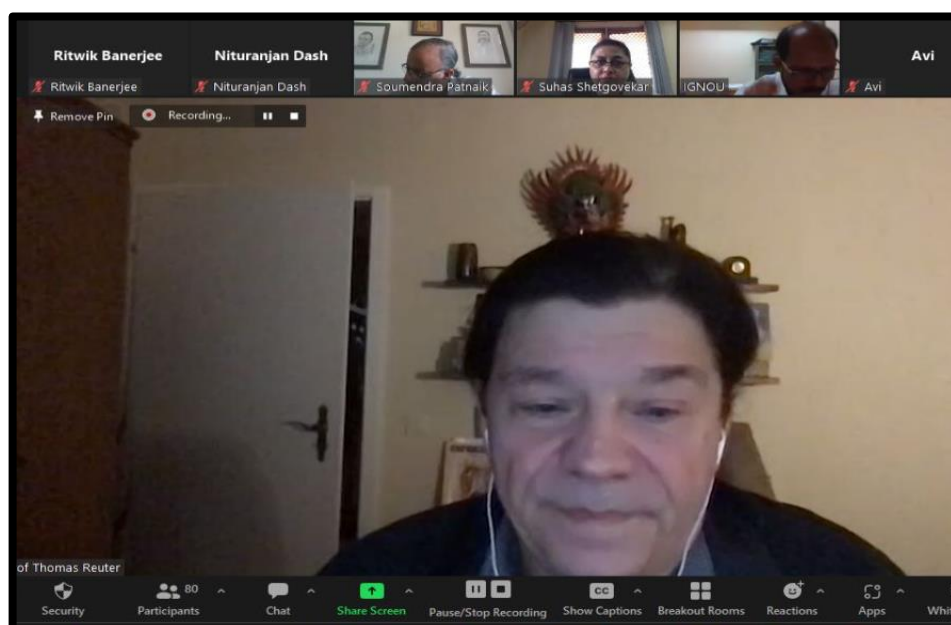 Ritwik Banerjee
Nituranjan Dash
Avi
Ritwik Banerjee
Nituranjan Dash
Soumendra Patnaik
Suhas Shetgovekar
IGNOU
Avi
Remove Pin
Recording...
of Thomas Reuter
80
Security
Participants
Chat
Share Screen
Pause/Stop Recording
CC
Show Captions
Breakout Rooms
Reactions
Apps
Whit